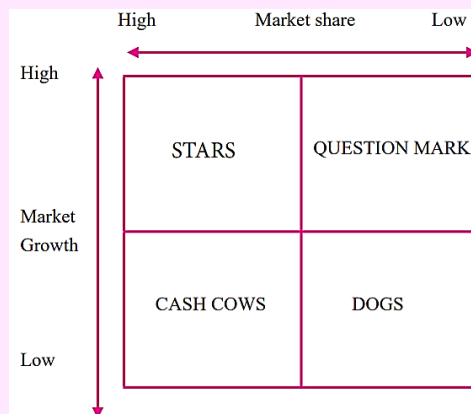 High Market share Low
High
STARS QUESTION MARK
Market
Growth
CASH COWS DOGS
Low